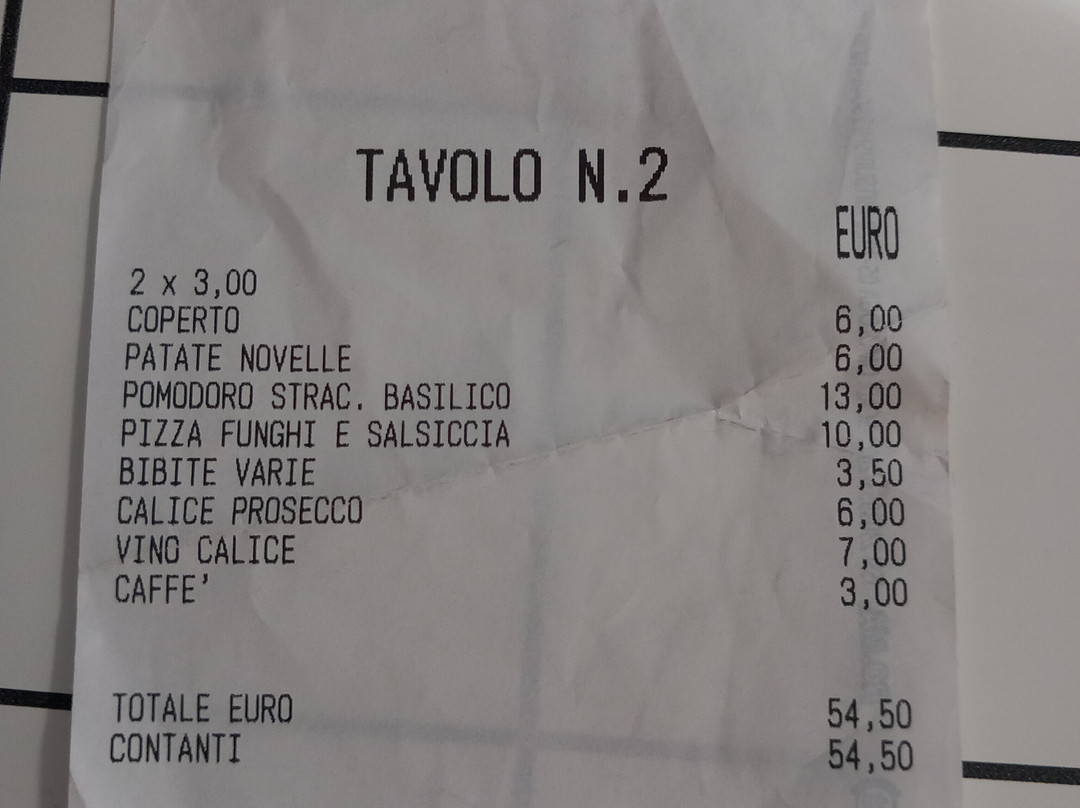 TAVOLO N.2
EURO
2 x 3,00
COPERTO 6,00
PATATE NOVELLE 6,00
POMODORO STRAC. BASILICO 13,00
PIZZA FUNGHI E SALSICCIA 10,00
BIBITE VARIE 3,50
CALICE PROSECCO 6,00
VINO CALICE 7,00
CAFFE' 3,00
TOTALE EURO 54,50
CONTANTI 54,50